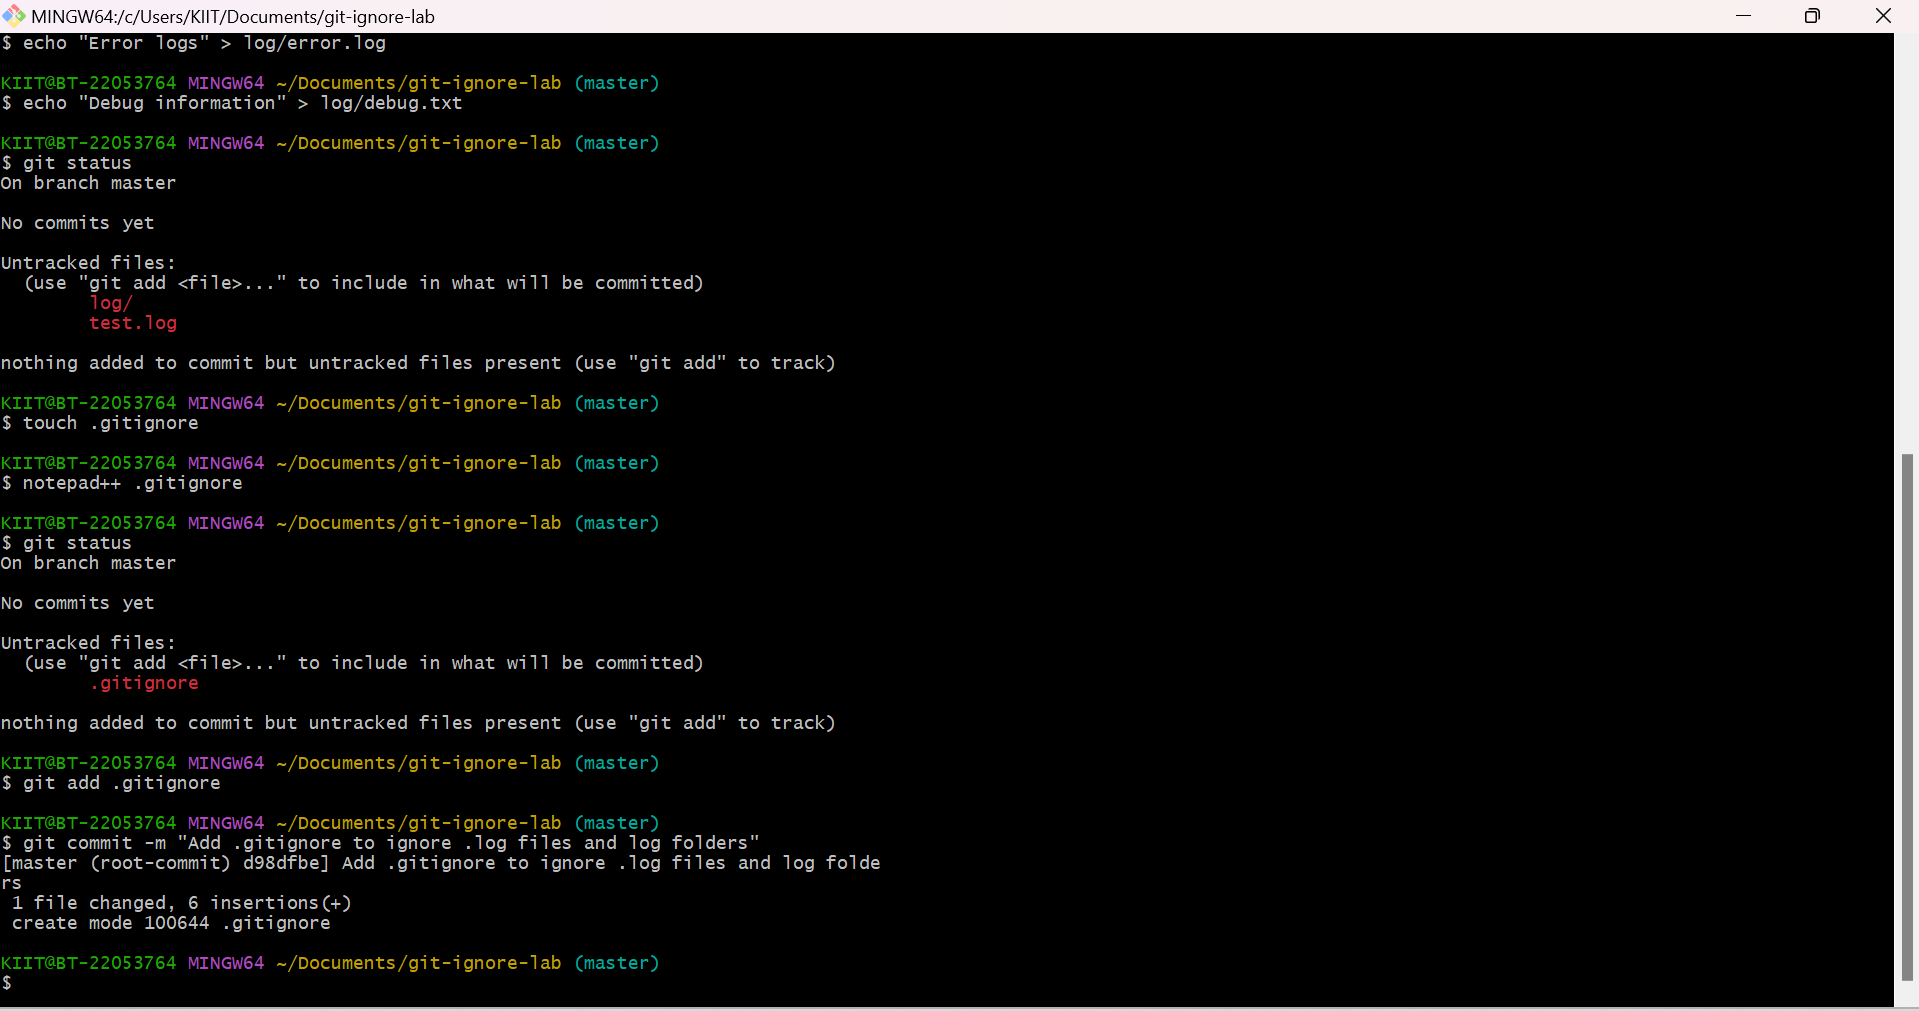 MINGW64:/c/Users/KIIT/Documents/git-ignore-lab
$ echo "Error logs" > log/error.log
KIIT@BT-22053764 MINGW64 ~/Documents/git-ignore-lab (master)
$ echo "Debug information" > log/debug.txt
KIIT@BT-22053764 MINGW64 ~/Documents/git-ignore-lab (master)
$ git status
On branch master
No commits yet
Untracked files:
  (use "git add <file>..." to include in what will be committed)
        log/
        test.log
nothing added to commit but untracked files present (use "git add" to track)
KIIT@BT-22053764 MINGW64 ~/Documents/git-ignore-lab (master)
$ touch .gitignore
KIIT@BT-22053764 MINGW64 ~/Documents/git-ignore-lab (master)
$ notepad++ .gitignore
KIIT@BT-22053764 MINGW64 ~/Documents/git-ignore-lab (master)
$ git status
On branch master
No commits yet
Untracked files:
  (use "git add <file>..." to include in what will be committed)
        .gitignore
nothing added to commit but untracked files present (use "git add" to track)
KIIT@BT-22053764 MINGW64 ~/Documents/git-ignore-lab (master)
$ git add .gitignore
KIIT@BT-22053764 MINGW64 ~/Documents/git-ignore-lab (master)
$ git commit -m "Add .gitignore to ignore .log files and log folders"
[master (root-commit) d98dfbe] Add .gitignore to ignore .log files and log folde
rs
 1 file changed, 6 insertions(+)
 create mode 100644 .gitignore
KIIT@BT-22053764 MINGW64 ~/Documents/git-ignore-lab (master)
$